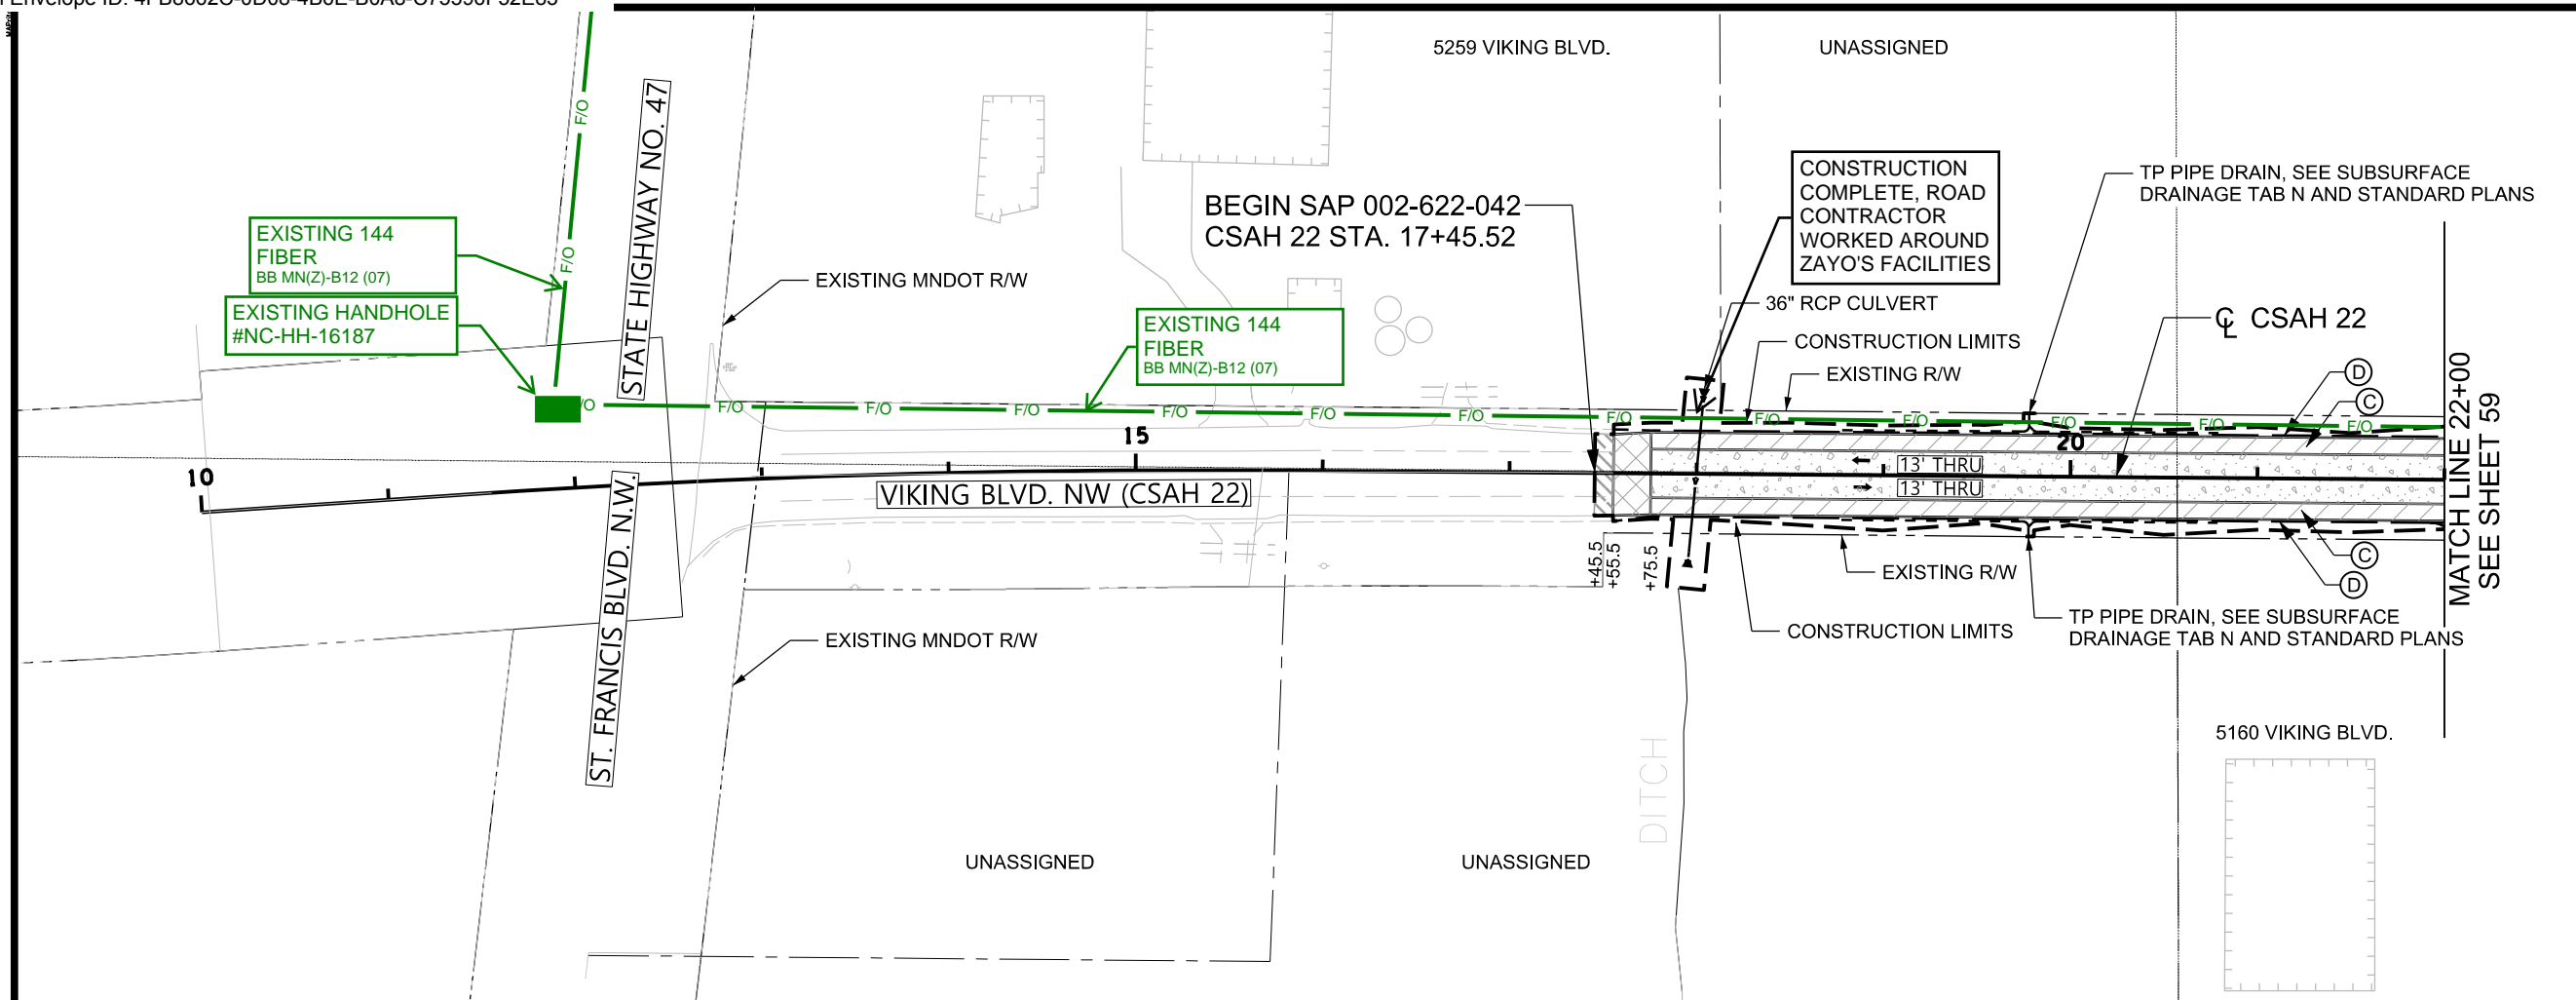 5259 VIKING BLVD.
UNASSIGNED
STATE HIGHWAY NO. 47
F/O
F/O
EXISTING 144
FIBER
BB MN(Z)-B12 (07)
EXISTING HANDHOLE
#NC-HH-16187
EXISTING MNDOT R/W
BEGIN SAP 002-622-042
CSAH 22 STA. 17+45.52
CONSTRUCTION
COMPLETE, ROAD
CONTRACTOR
WORKED AROUND
ZAYO'S FACILITIES
TP PIPE DRAIN, SEE SUBSURFACE
DRAINAGE TAB N AND STANDARD PLANS
36" RCP CULVERT
CONSTRUCTION LIMITS
EXISTING R/W
CL CSAH 22
EXISTING 144
FIBER
BB MN(Z)-B12 (07)
D
C
MATCH LINE 22+00
SEE SHEET 59
/O
F/O
F/O
F/O
F/O
F/O
F/O
F/O
F/O
F/O
F/O
F/O
F/O
10
15
20
13' THRU
13' THRU
VIKING BLVD. NW (CSAH 22)
ST. FRANCIS BLVD. N.W.
+45.5
+55.5
+75.5
C
D
EXISTING R/W
CONSTRUCTION LIMITS
TP PIPE DRAIN, SEE SUBSURFACE
DRAINAGE TAB N AND STANDARD PLANS
EXISTING MNDOT R/W
DITCH
5160 VIKING BLVD.
UNASSIGNED
UNASSIGNED